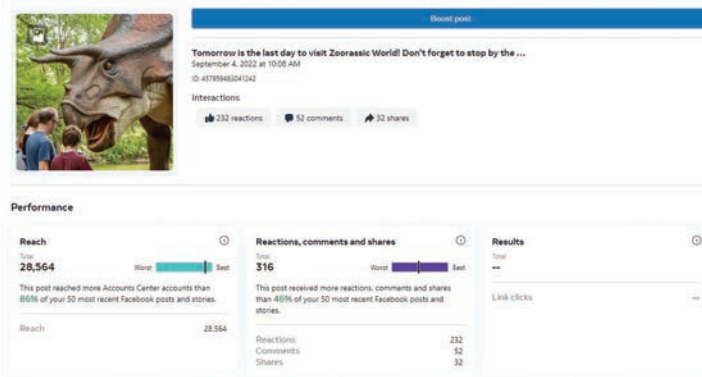 Boost post
Tomorrow is the last day to visit Zoorassic World! Don't forget to stop by the ...
September 4, 2022 at 10:08 AM
ID: 457959483041242
Interactions
232 reactions 52 comments 32 shares
Performance
Reach
Total
28,564 Worst Best
This post reached more Accounts Center accounts than
86% of your 50 most recent Facebook posts and stories.
Reach 28,564
Reactions, comments and shares
Total
316 Worst Best
This post received more reactions, comments and shares
than 46% of your 50 most recent Facebook posts and
stories.
Reactions 232
Comments 52
Shares 32
Results
Total
--
Link clicks --